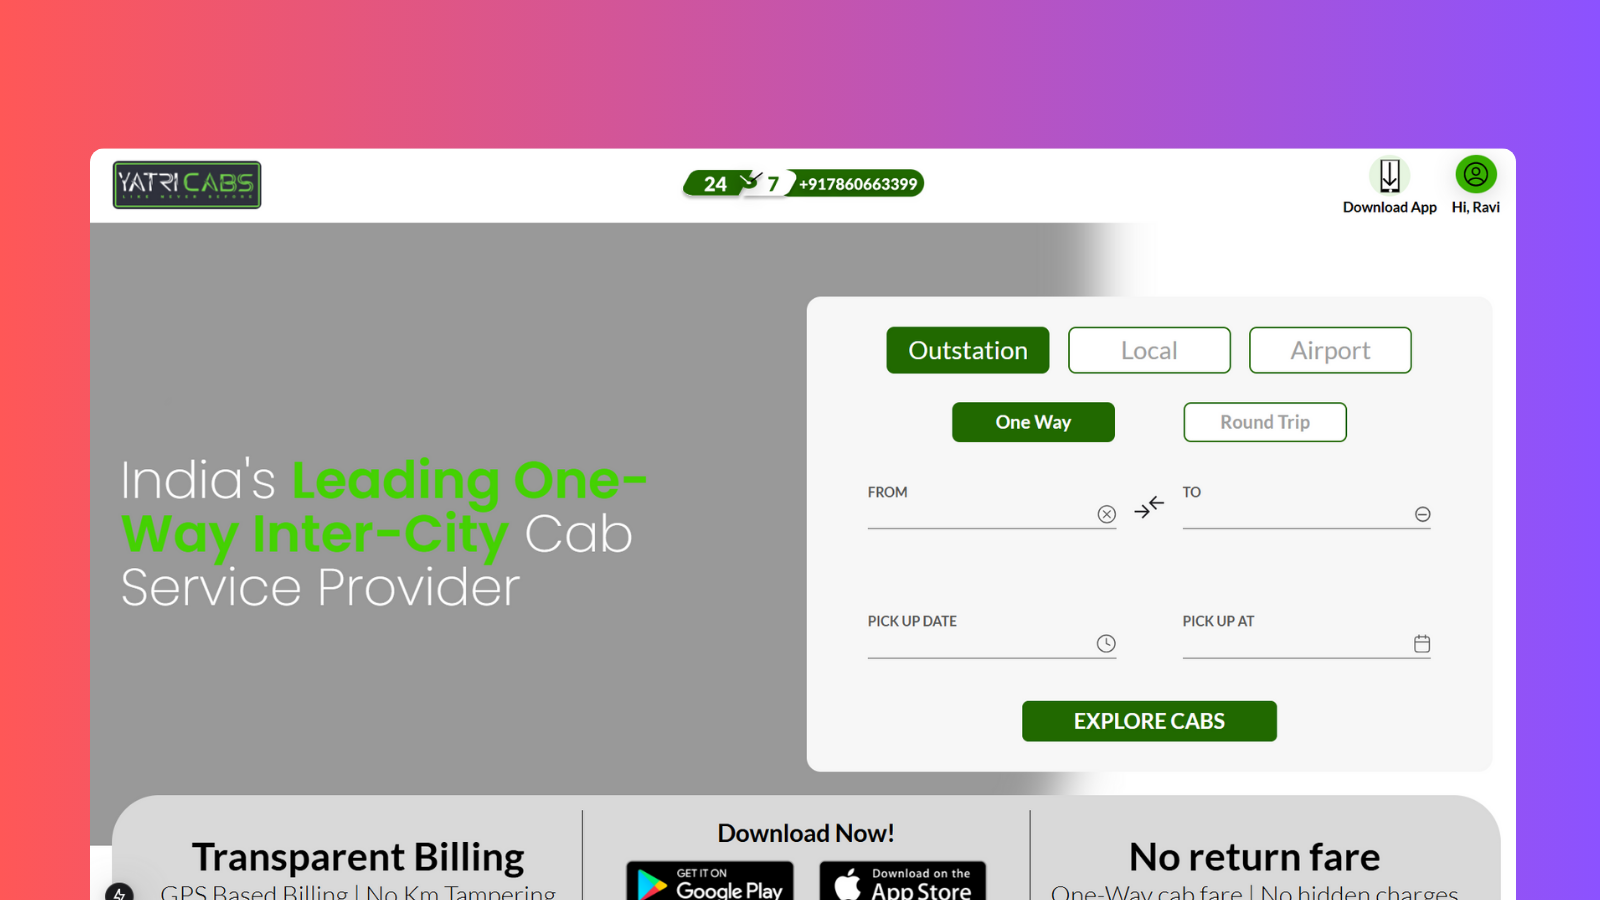 YATRI CABS
LIKE NEVER BEFORE
24 7 +917860663399
Download App
Hi, Ravi
India's Leading One-
Way Inter-City Cab
Service Provider
Outstation
Local
Airport
One Way
Round Trip
FROM
TO
PICK UP DATE
PICK UP AT
EXPLORE CABS
Transparent Billing
GPS Based Billing | No Km Tampering
Download Now!
GET IT ON
Google Play
Download on the
App Store
No return fare
One-Way cab fare | No hidden charges